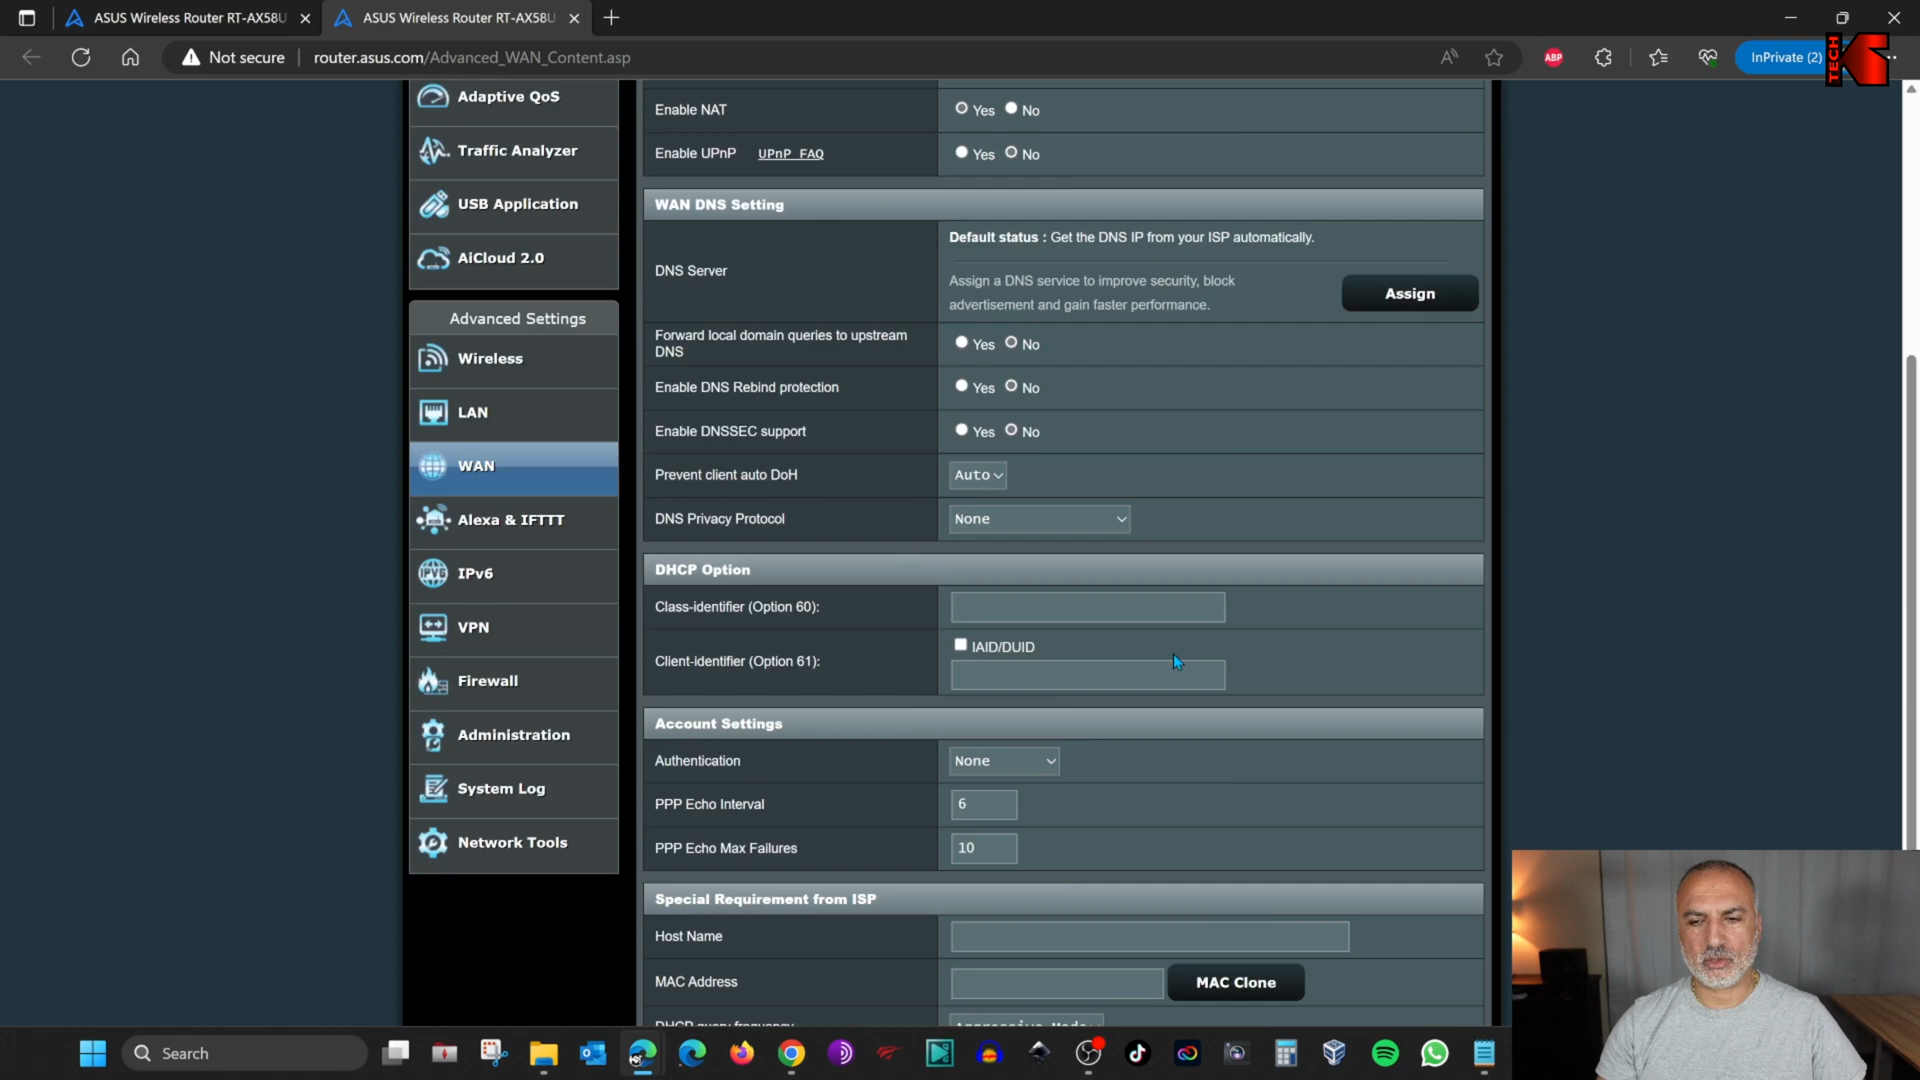 ASUS Wireless Router RT-AX58U
ASUS Wireless Router RT-AX58U
Not secure
router.asus.com/Advanced_WAN_Content.asp
ABP
InPrivate (2)
TECH
Adaptive QoS
Traffic Analyzer
USB Application
AiCloud 2.0
Advanced Settings
Wireless
LAN
WAN
Alexa & IFTTT
IPv6
VPN
Firewall
Administration
System Log
Network Tools
Enable NAT
Yes No
Enable UPnP UPnP FAQ
Yes No
WAN DNS Setting
DNS Server
Default status : Get the DNS IP from your ISP automatically.
Assign a DNS service to improve security, block
advertisement and gain faster performance.
Assign
Forward local domain queries to upstream
DNS
Yes No
Enable DNS Rebind protection
Yes No
Enable DNSSEC support
Yes No
Prevent client auto DoH
Auto
DNS Privacy Protocol
None
DHCP Option
Class-identifier (Option 60):
Client-identifier (Option 61):
IAID/DUID
Account Settings
Authentication
None
PPP Echo Interval
6
PPP Echo Max Failures
10
Special Requirement from ISP
Host Name
MAC Address
MAC Clone
DHCP query frequency
Aggressive Mode
Search